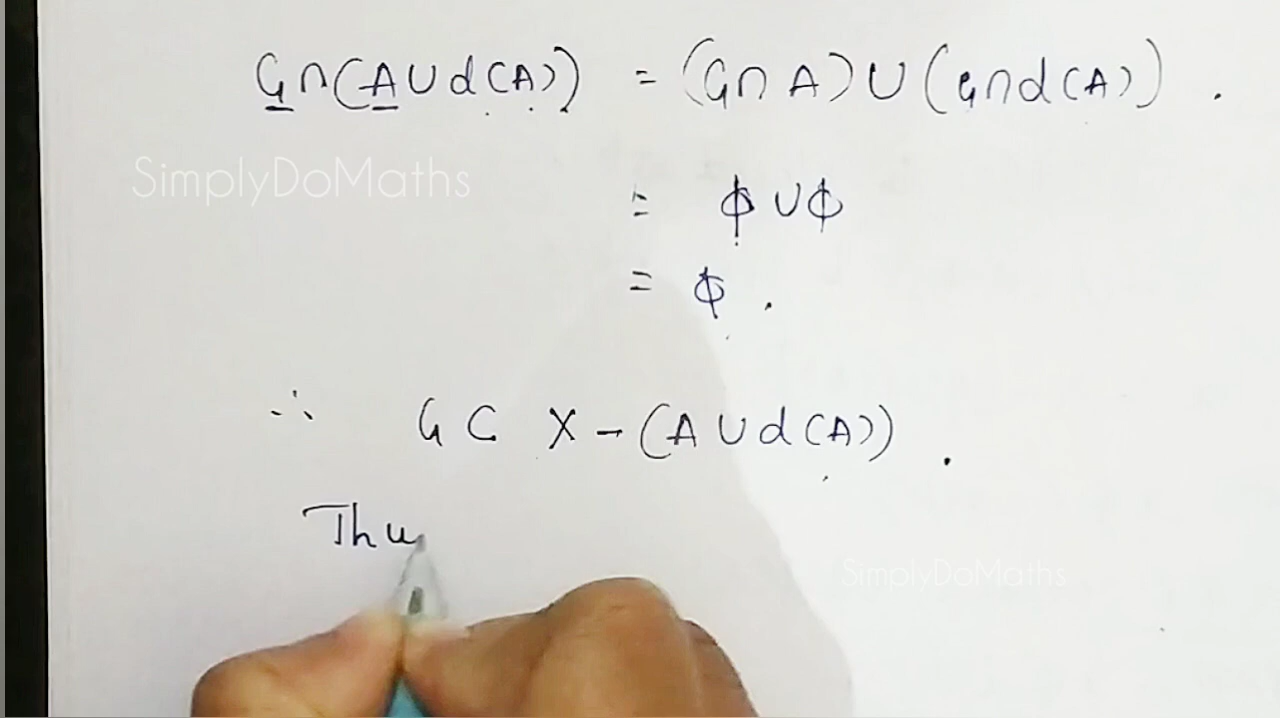 G∩(A∪d(A)) = (G∩A)∪(G∩d(A)).
SimplyDoMaths
= ϕ∪ϕ
= ϕ.
∴ G⊂ X-(A∪d(A)).
Thu
SimplyDoMaths